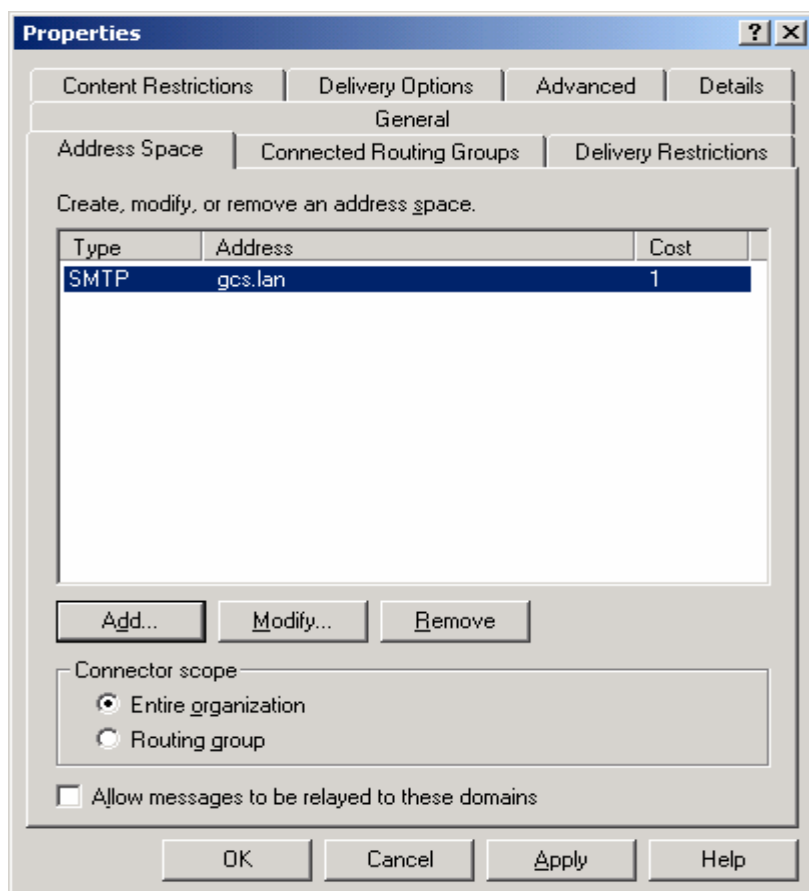 Properties
Content Restrictions Delivery Options Advanced Details
General
Address Space Connected Routing Groups Delivery Restrictions
Create, modify, or remove an address space.
Type Address Cost
SMTP gcs.lan 1
Add... Modify... Remove
Connector scope
Entire organization
Routing group
Allow messages to be relayed to these domains
OK Cancel Apply Help